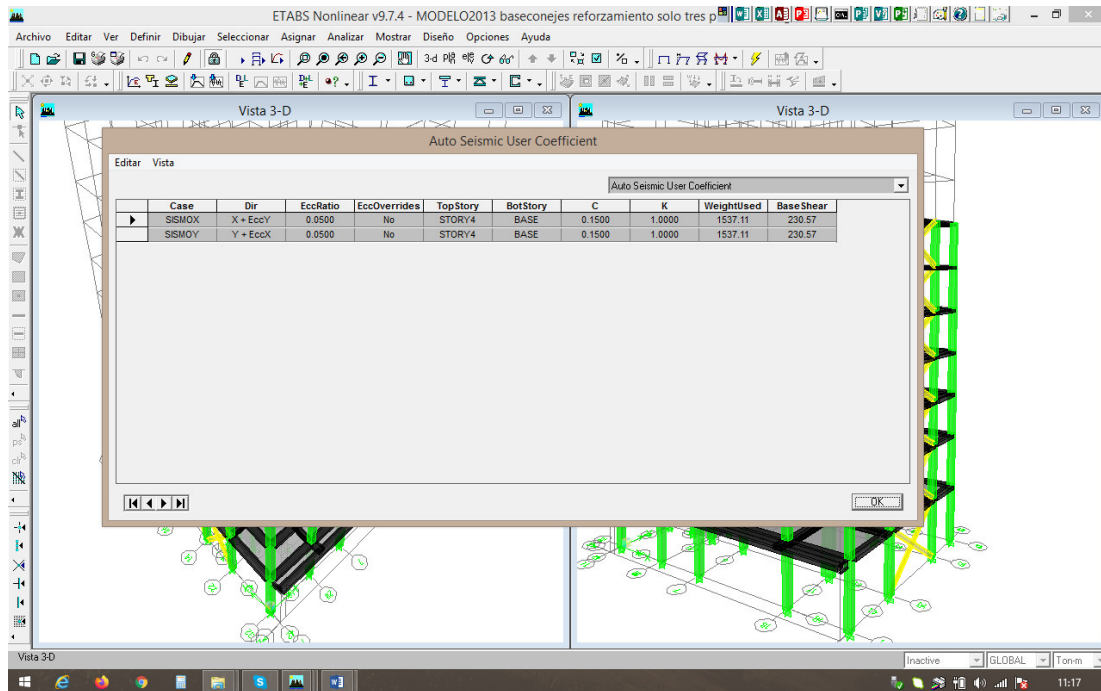 ETABS Nonlinear v9.7.4 - MODELO2013 baseconejes reforzamiento solo tres p
Archivo Editar Ver Definir Dibujar Seleccionar Asignar Analizar Mostrar Diseño Opciones Ayuda
3-d
Vista 3-D
Vista 3-D
Auto Seismic User Coefficient
Editar Vista
Auto Seismic User Coefficient
Case Dir EccRatio EccOverrides TopStory BotStory C K WeightUsed BaseShear
SISMOX X + EccY 0.0500 No STORY4 BASE 0.1500 1.0000 1537.11 230.57
SISMOY Y + EccX 0.0500 No STORY4 BASE 0.1500 1.0000 1537.11 230.57
OK
all
Vista 3-D
Inactive GLOBAL Ton-m
11:17